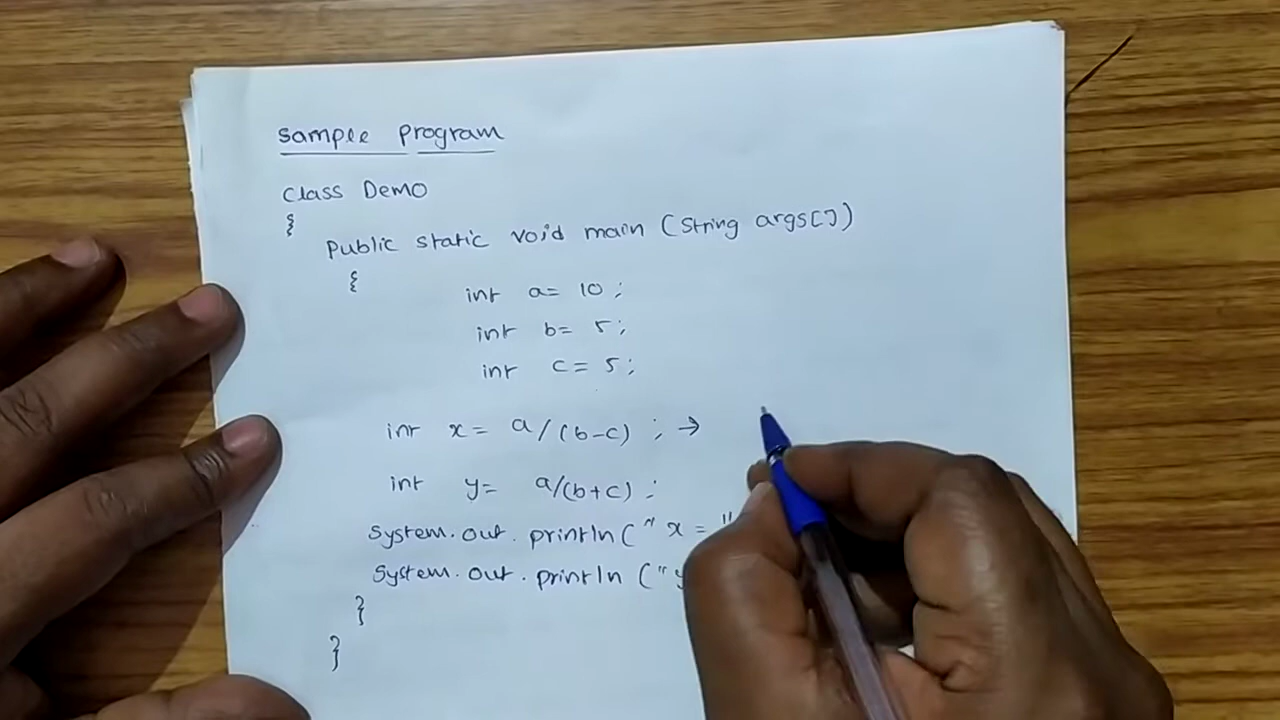 Sample program
Class Demo
{
Public static void main (String args[])
{
int a= 10 ;
int b= 5 ;
int c= 5 ;
int x= a/(b-c) ; →
int y= a/(b+c) ;
System.out.println(" x = "
System.out.println ("y
}
}